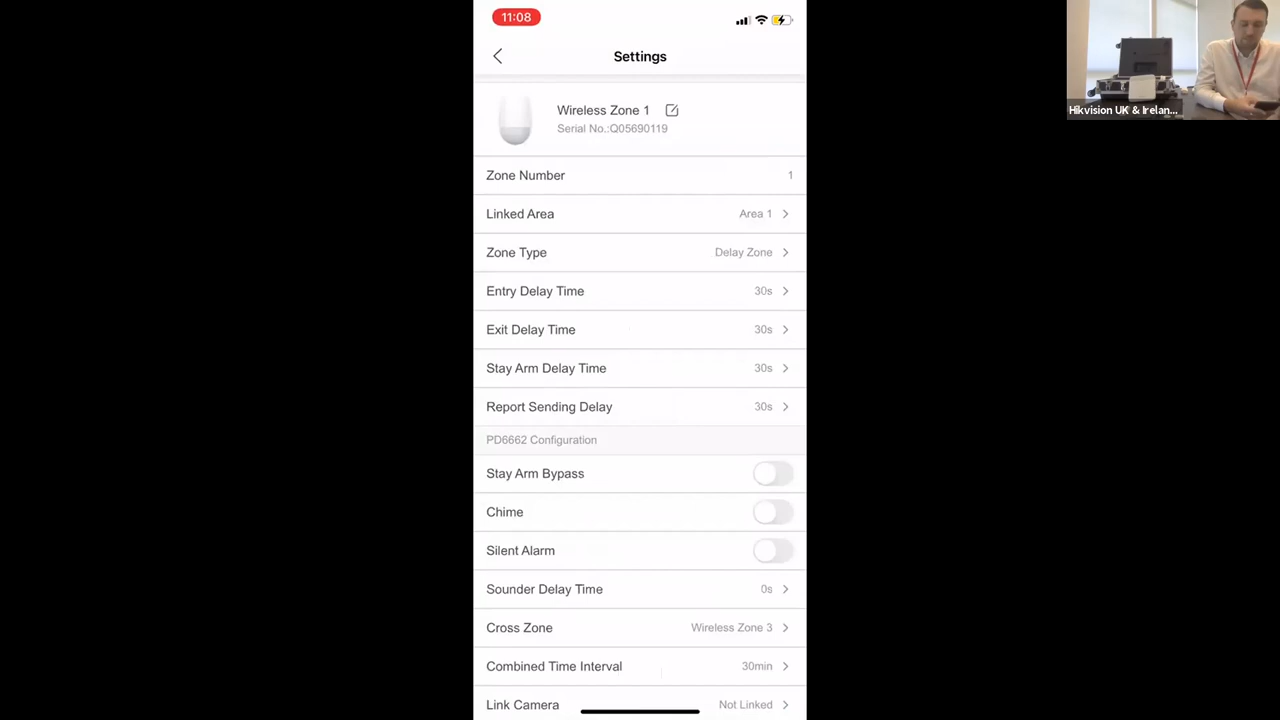 11:08
Settings
Wireless Zone 1
Serial No.:Q05690119
Zone Number 1
Linked Area Area 1
Zone Type Delay Zone
Entry Delay Time 30s
Exit Delay Time 30s
Stay Arm Delay Time 30s
Report Sending Delay 30s
PD6662 Configuration
Stay Arm Bypass
Chime
Silent Alarm
Sounder Delay Time 0s
Cross Zone Wireless Zone 3
Combined Time Interval 30min
Link Camera Not Linked
Hikvision UK & Irelan...